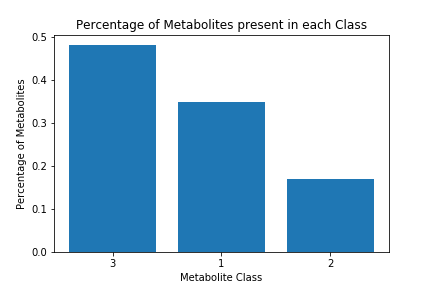 Percentage of Metabolites present in each Class
Percentage of Metabolites
0.5
0.4
0.3
0.2
0.1
0.0
3 1 2
Metabolite Class